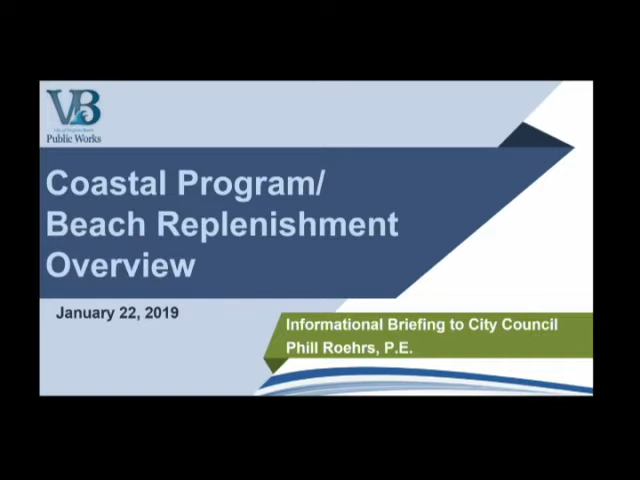 VB
Public Works
Coastal Program/
Beach Replenishment
Overview
January 22, 2019
Informational Briefing to City Council
Phill Roehrs, P.E.